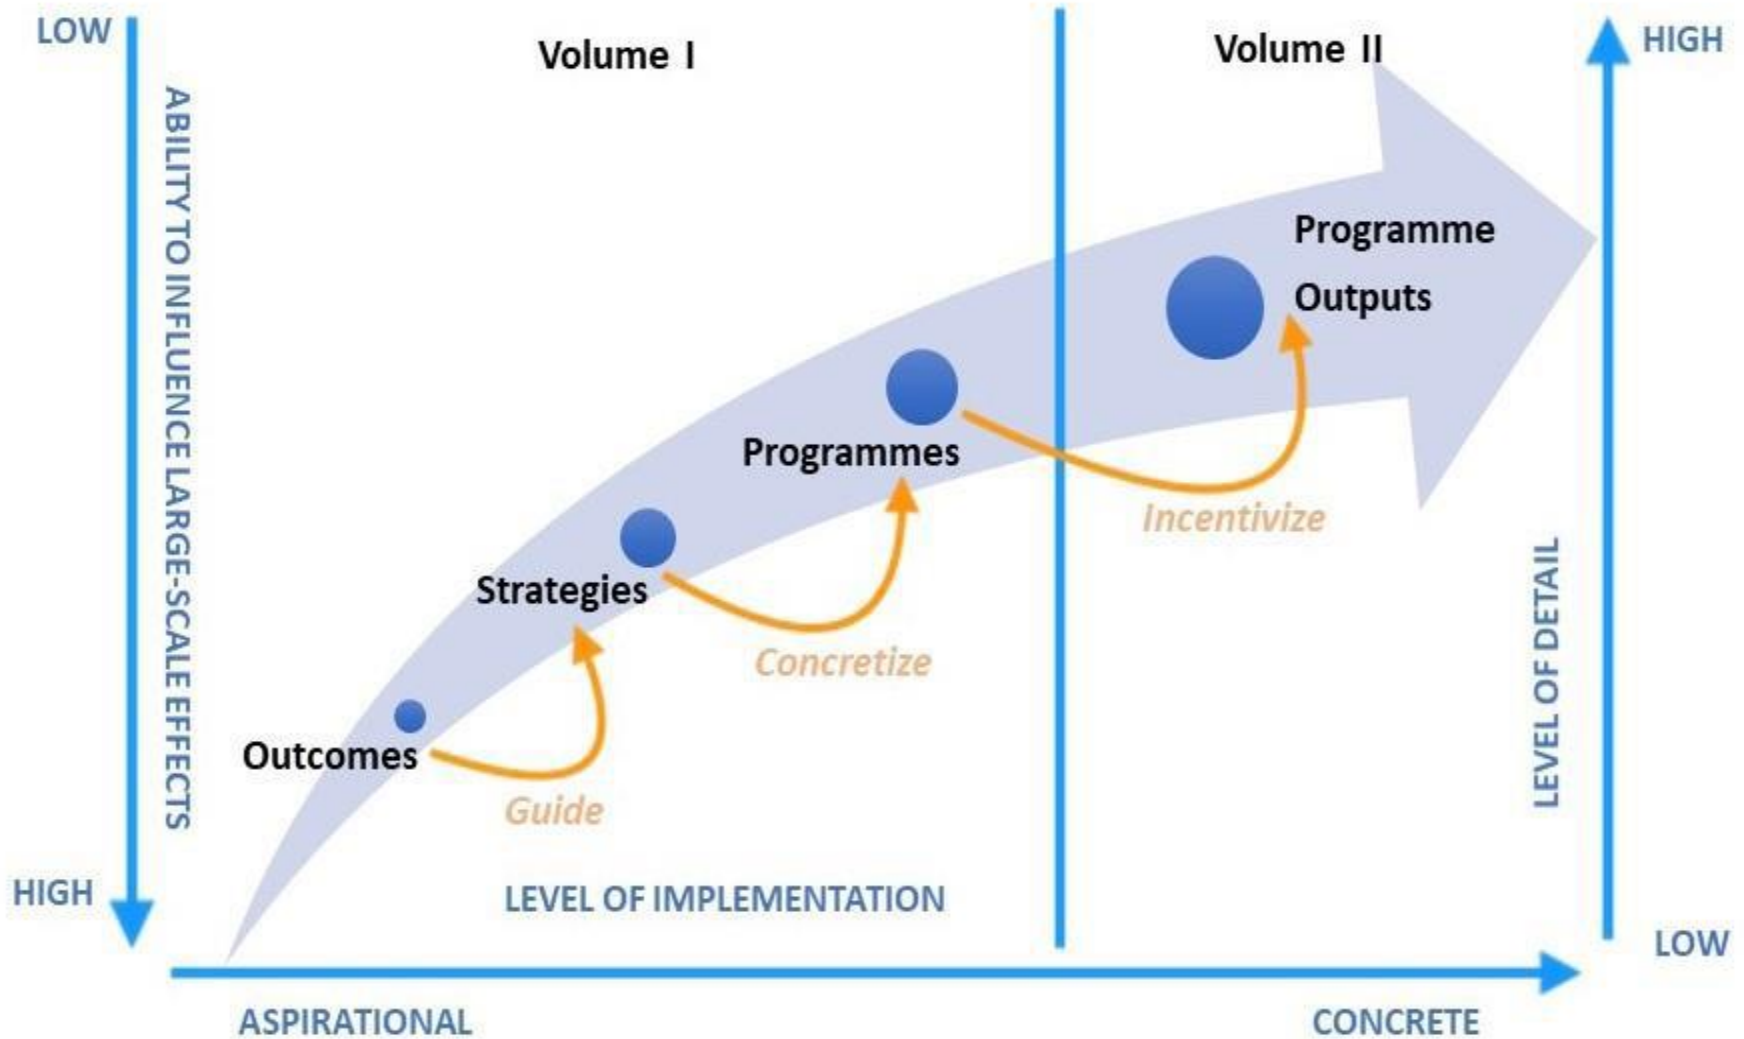 LOW
Volume I
Volume II
HIGH
ABILITY TO INFLUENCE LARGE-SCALE EFFECTS
Programme
Outputs
Programmes
Incentivize
Strategies
Concretize
LEVEL OF DETAIL
Outcomes
Guide
HIGH
LEVEL OF IMPLEMENTATION
LOW
ASPIRATIONAL
CONCRETE